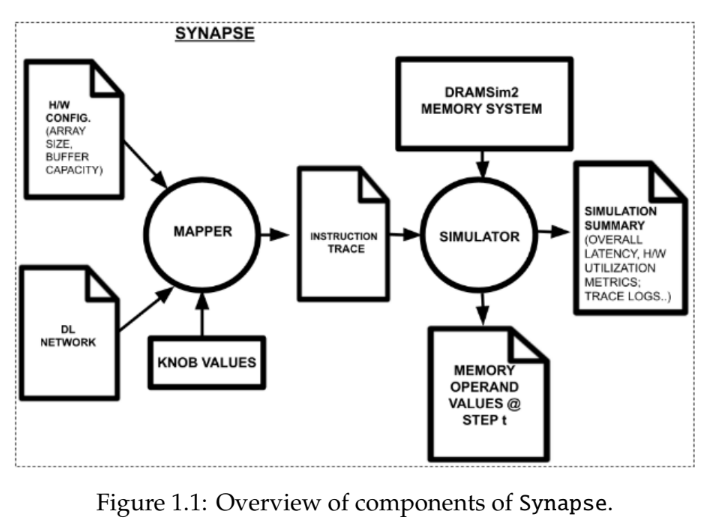 SYNAPSE
H/W
CONFIG.
(ARRAY
SIZE,
BUFFER
CAPACITY)
DL
NETWORK
MAPPER
KNOB VALUES
INSTRUCTION
TRACE
DRAMSim2
MEMORY SYSTEM
SIMULATOR
SIMULATION
SUMMARY
(OVERALL
LATENCY, H/W
UTILIZATION
METRICS;
TRACE LOGS..)
MEMORY
OPERAND
VALUES @
STEP t
Figure 1.1: Overview of components of Synapse.